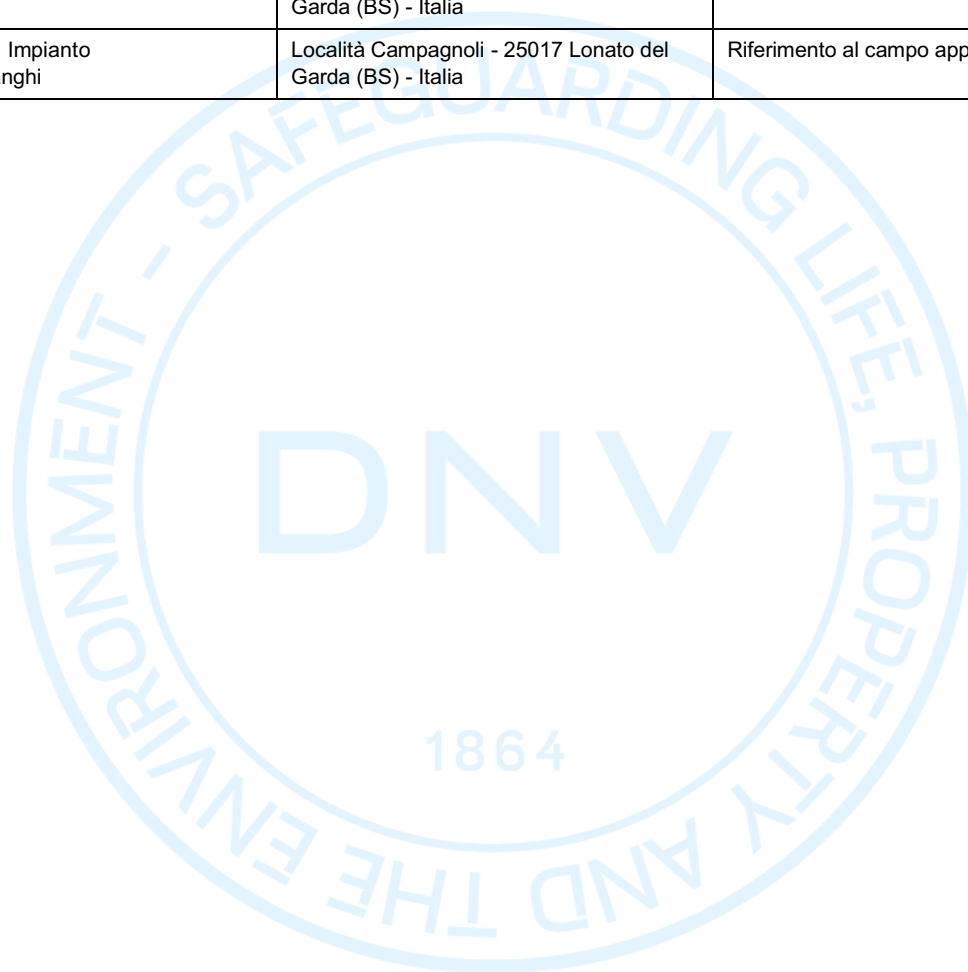 Garda (BS) - Italia
Impianto
Località Campagnoli - 25017 Lonato del
Garda (BS) - Italia
Riferimento al campo app
anghi
SAFEGUARDING LIFE, PROPERTY AND THE ENVIRONMENT -
DNV
1864